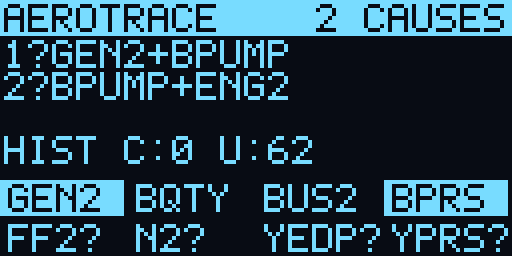 AEROTRACE 2 CAUSES
1?GEN2+BPUMP
2?BPUMP+ENG2
HIST C:0 U:62
GEN2 BQTY BUS2 BPRS
FF2? N2? YEDP? YPRS?